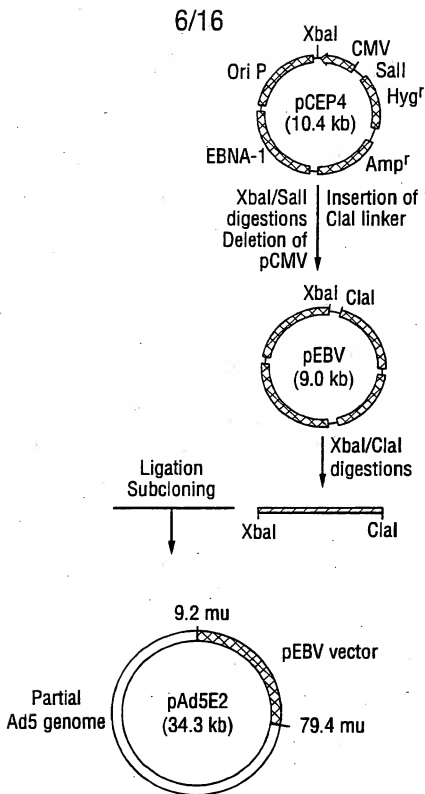 6/16
XbaI
CMV
SalI
Ori P
Hygʳ
pCEP4
(10.4 kb)
EBNA-1
Ampʳ
XbaI/SalI
digestions
Deletion of
pCMV
Insertion of
ClaI linker
XbaI
ClaI
pEBV
(9.0 kb)
XbaI/ClaI
digestions
Ligation
Subcloning
XbaI
ClaI
9.2 mu
pEBV vector
Partial
Ad5 genome
pAd5E2
(34.3 kb)
79.4 mu